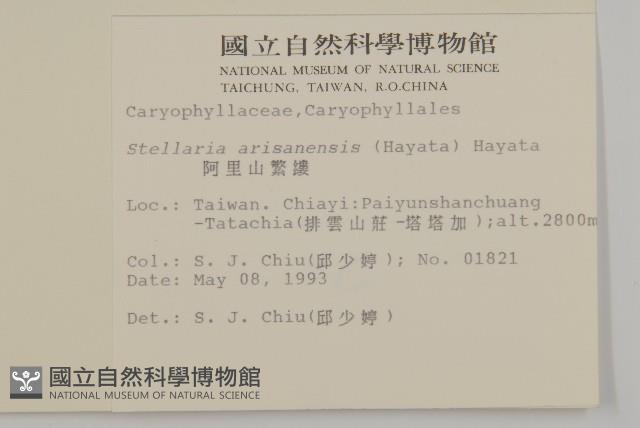 國立自然科學博物館
NATIONAL MUSEUM OF NATURAL SCIENCE
TAICHUNG, TAIWAN, R.O.CHINA
Caryophyllaceae,Caryophyllales
Stellaria arisanensis (Hayata) Hayata
阿里山繁縷
Loc.: Taiwan. Chiayi:Paiyunshanchuang
-Tatachia(排雲山莊-塔塔加);alt.2800m
Col.: S. J. Chiu(邱少婷); No. 01821
Date: May 08, 1993
Det.: S. J. Chiu(邱少婷)
國立自然科學博物館
NATIONAL MUSEUM OF NATURAL SCIENCE